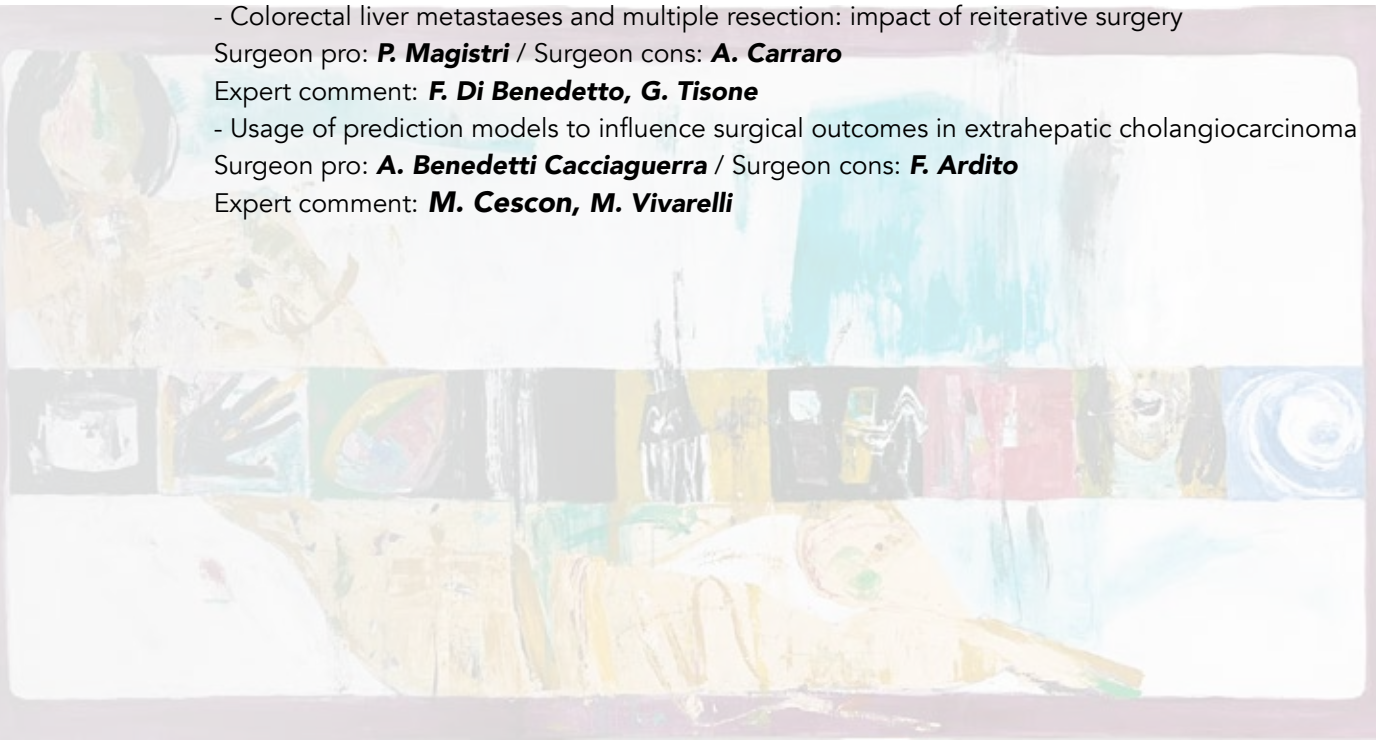 - Colorectal liver metastaeses and multiple resection: impact of reiterative surgery
Surgeon pro: P. Magistri / Surgeon cons: A. Carraro
Expert comment: F. Di Benedetto, G. Tisone
- Usage of prediction models to influence surgical outcomes in extrahepatic cholangiocarcinoma
Surgeon pro: A. Benedetti Cacciaguerra / Surgeon cons: F. Ardito
Expert comment: M. Cescon, M. Vivarelli